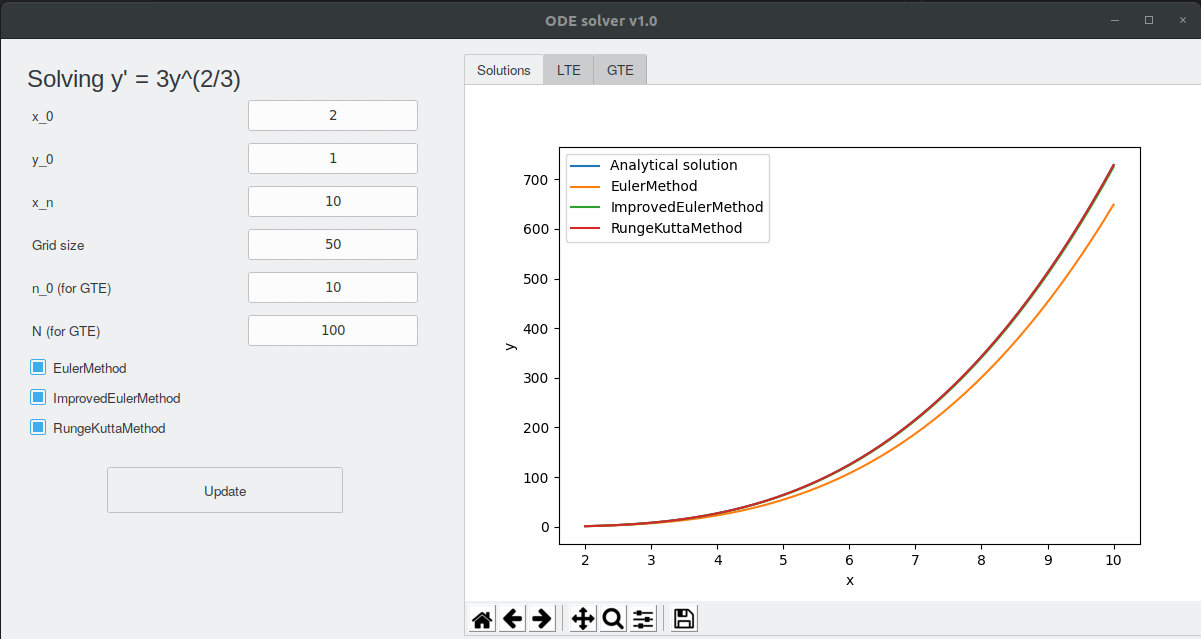 ODE solver v1.0
Solving y' = 3y^(2/3)
x_0
2
y_0
1
x_n
10
Grid size
50
n_0 (for GTE)
10
N (for GTE)
100
EulerMethod
ImprovedEulerMethod
RungeKuttaMethod
Update
Solutions
LTE
GTE
Analytical solution
EulerMethod
ImprovedEulerMethod
RungeKuttaMethod
700
600
500
400
300
200
100
0
y
2 3 4 5 6 7 8 9 10
x